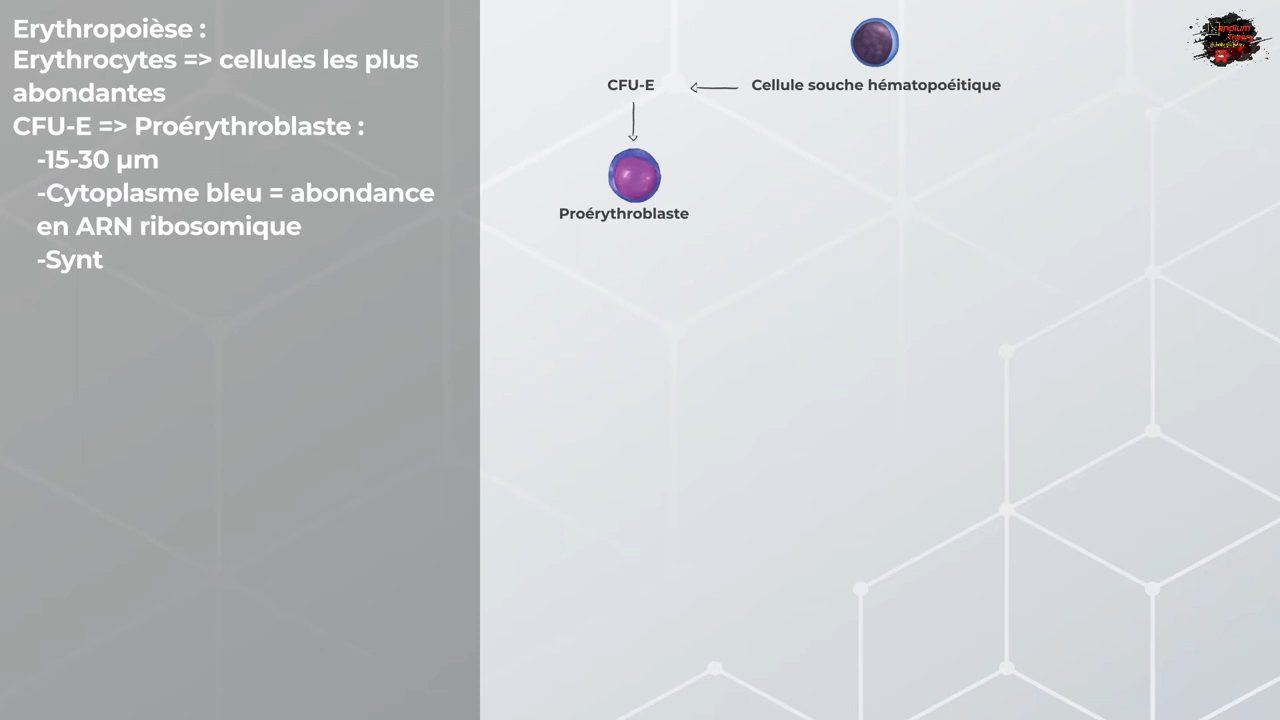 Erythropoièse :
Erythrocytes => cellules les plus
abondantes
CFU-E => Proérythroblaste :
-15-30 µm
-Cytoplasme bleu = abondance
en ARN ribosomique
-Synt
CFU-E
Cellule souche hématopoéitique
Proérythroblaste